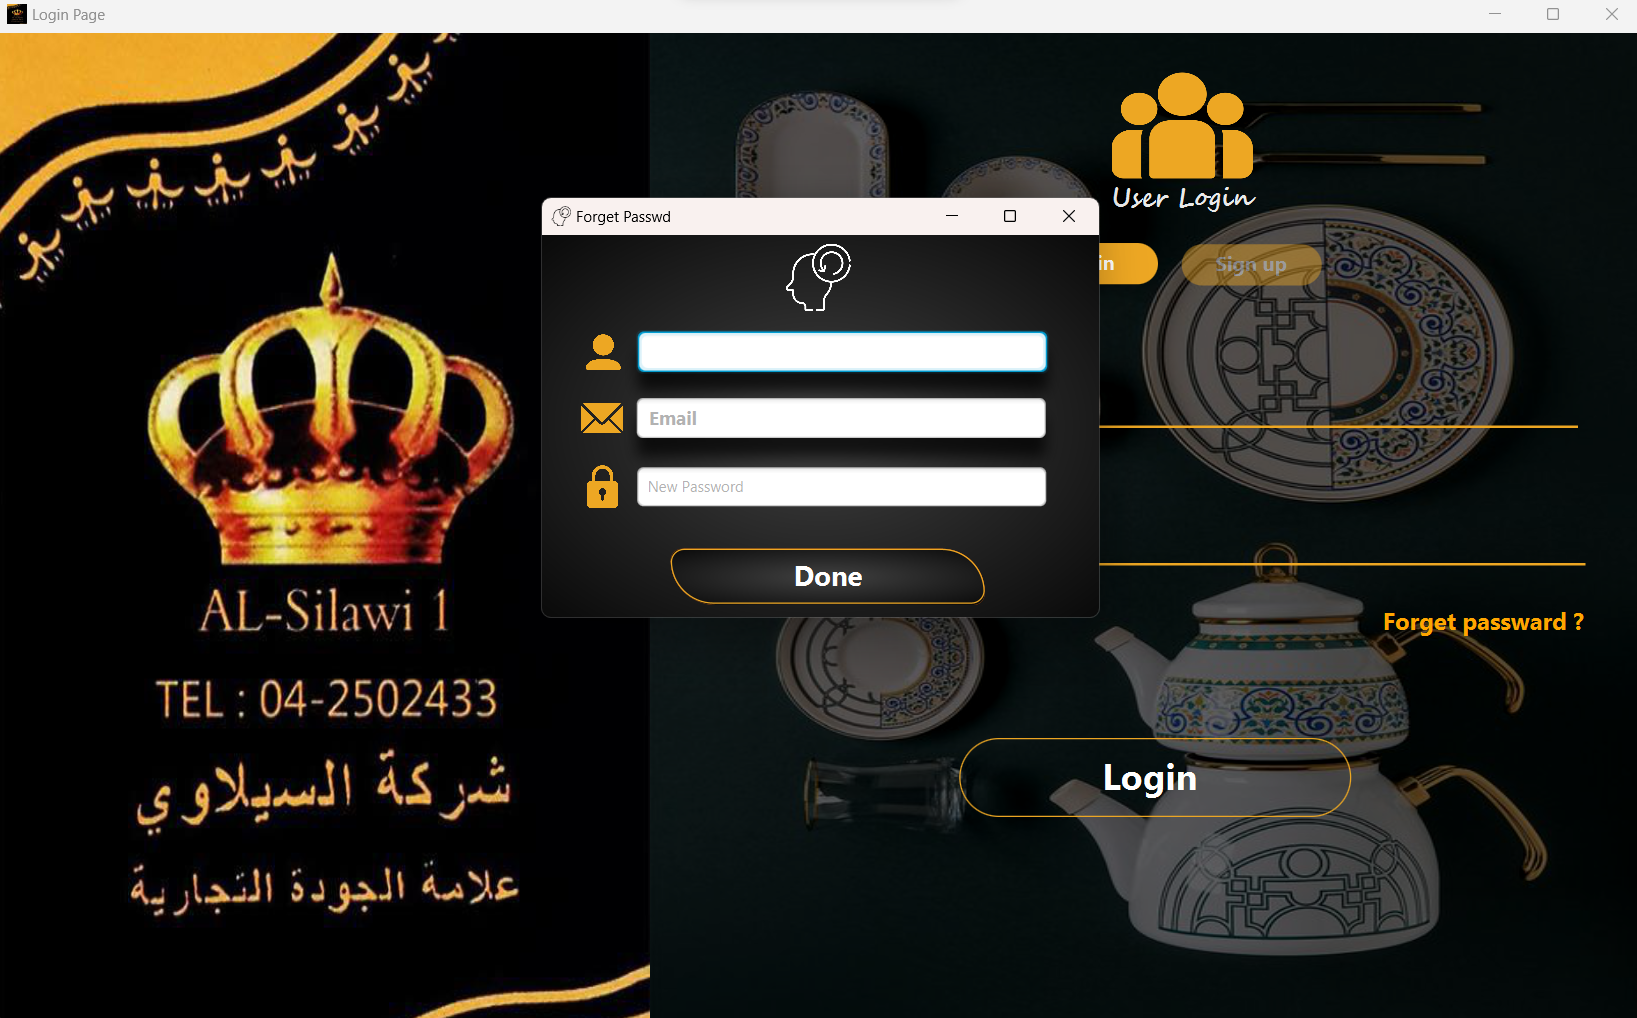 Login Page
AL-Silawi 1
TEL : 04-2502433
شركة السيلاوي
علامة الجودة التجارية
Forget Passwd
Email
New Password
Done
User Login
in
Sign up
Forget passward ?
Login